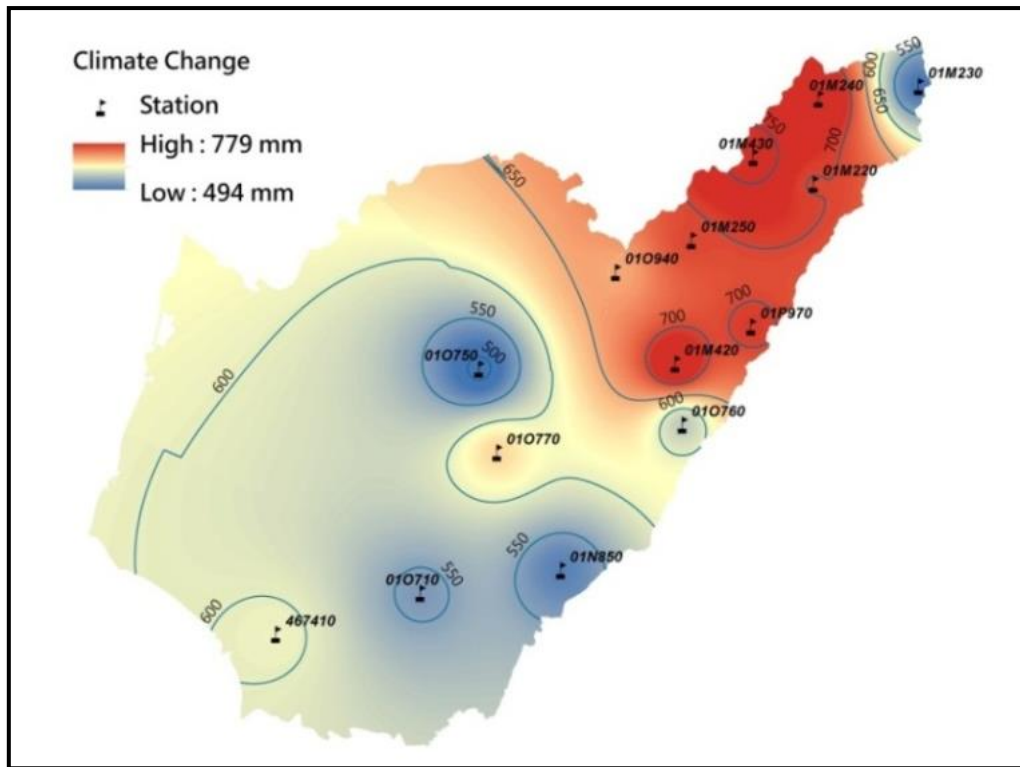 Climate Change
Station
High : 779 mm
Low : 494 mm
550
01M230
600
650
01M240
750
01M430
700
01M220
650
01M250
01O940
700
01P970
700
01M420
550
500
01O750
600
600
01O760
01O770
550
01N850
550
01O710
600
467410